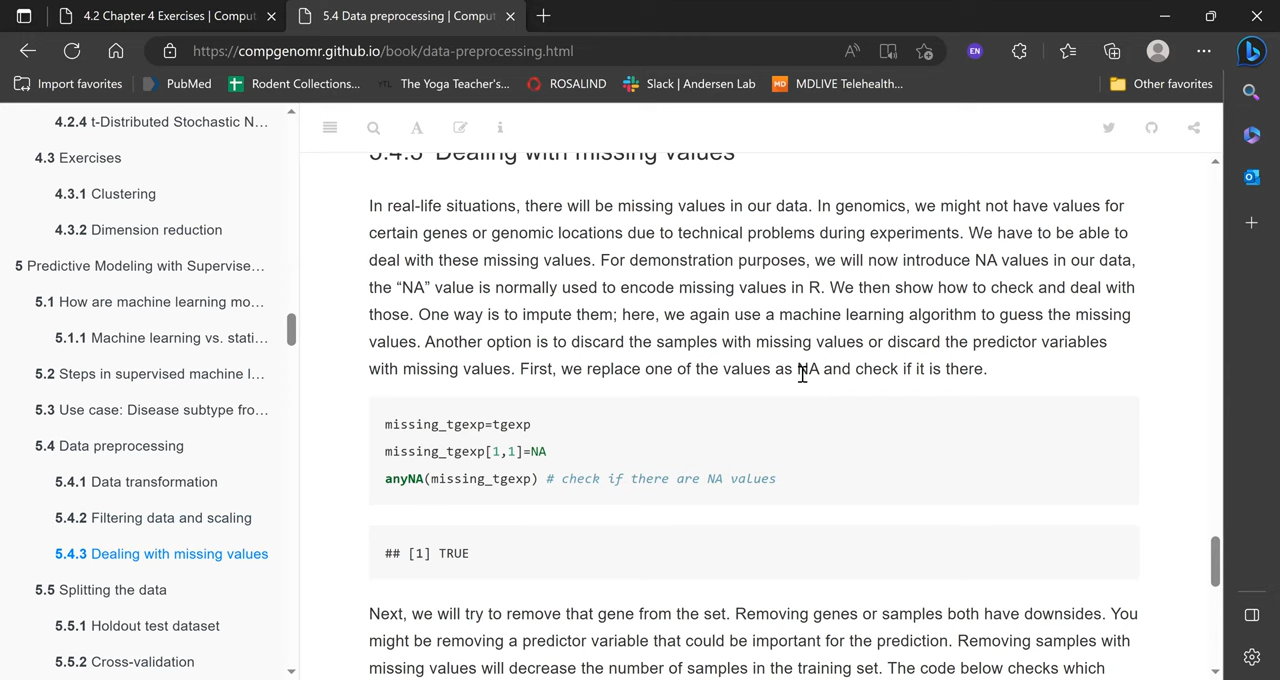 4.2 Chapter 4 Exercises | Comput
5.4 Data preprocessing | Comput
https://compgenomr.github.io/book/data-preprocessing.html
EN
Import favorites
PubMed
Rodent Collections...
YTL The Yoga Teacher's...
ROSALIND
Slack | Andersen Lab
MD MDLIVE Telehealth...
Other favorites
4.2.4 t-Distributed Stochastic N...
4.3 Exercises
4.3.1 Clustering
4.3.2 Dimension reduction
5 Predictive Modeling with Supervise...
5.1 How are machine learning mo...
5.1.1 Machine learning vs. stati...
5.2 Steps in supervised machine l...
5.3 Use case: Disease subtype fro...
5.4 Data preprocessing
5.4.1 Data transformation
5.4.2 Filtering data and scaling
5.4.3 Dealing with missing values
5.5 Splitting the data
5.5.1 Holdout test dataset
5.5.2 Cross-validation
5.4.3 Dealing with missing values
In real-life situations, there will be missing values in our data. In genomics, we might not have values for
certain genes or genomic locations due to technical problems during experiments. We have to be able to
deal with these missing values. For demonstration purposes, we will now introduce NA values in our data,
the “NA” value is normally used to encode missing values in R. We then show how to check and deal with
those. One way is to impute them; here, we again use a machine learning algorithm to guess the missing
values. Another option is to discard the samples with missing values or discard the predictor variables
with missing values. First, we replace one of the values as NA and check if it is there.
missing_tgexp=tgexp
missing_tgexp[1,1]=NA
anyNA(missing_tgexp) # check if there are NA values
## [1] TRUE
Next, we will try to remove that gene from the set. Removing genes or samples both have downsides. You
might be removing a predictor variable that could be important for the prediction. Removing samples with
missing values will decrease the number of samples in the training set. The code below checks which